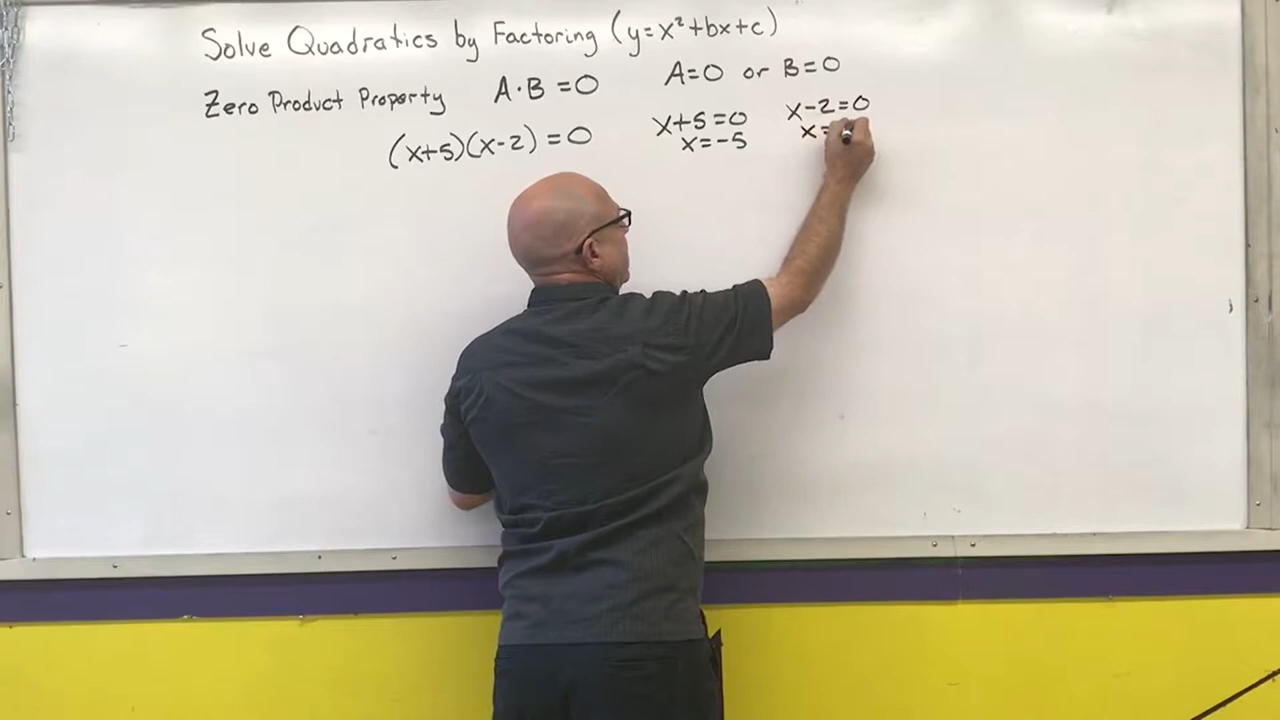 Solve Quadratics by Factoring (y=x²+bx+c)
Zero Product Property A·B=0 A=0 or B=0
(x+5)(x-2)=0 x+5=0 x-2=0
x=-5 x=